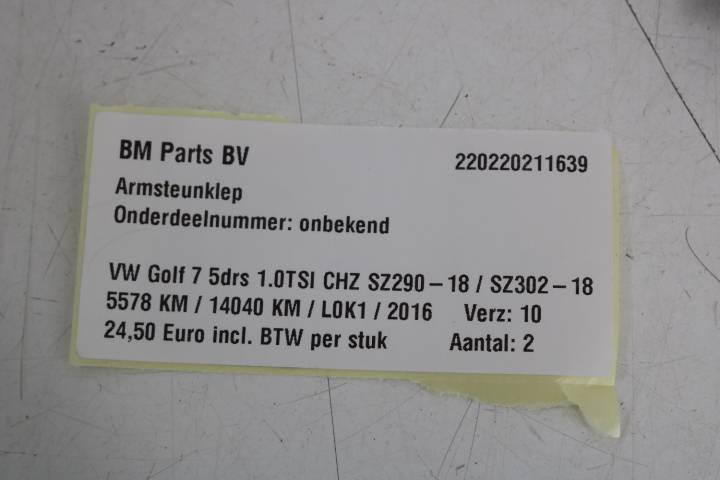 BM Parts BV 220220211639
Armsteunklep
Onderdeelnummer: onbekend
VW Golf 7 5drs 1.0TSI CHZ SZ290-18 / SZ302-18
5578 KM / 14040 KM / L0K1 / 2016 Verz: 10
24,50 Euro incl. BTW per stuk Aantal: 2